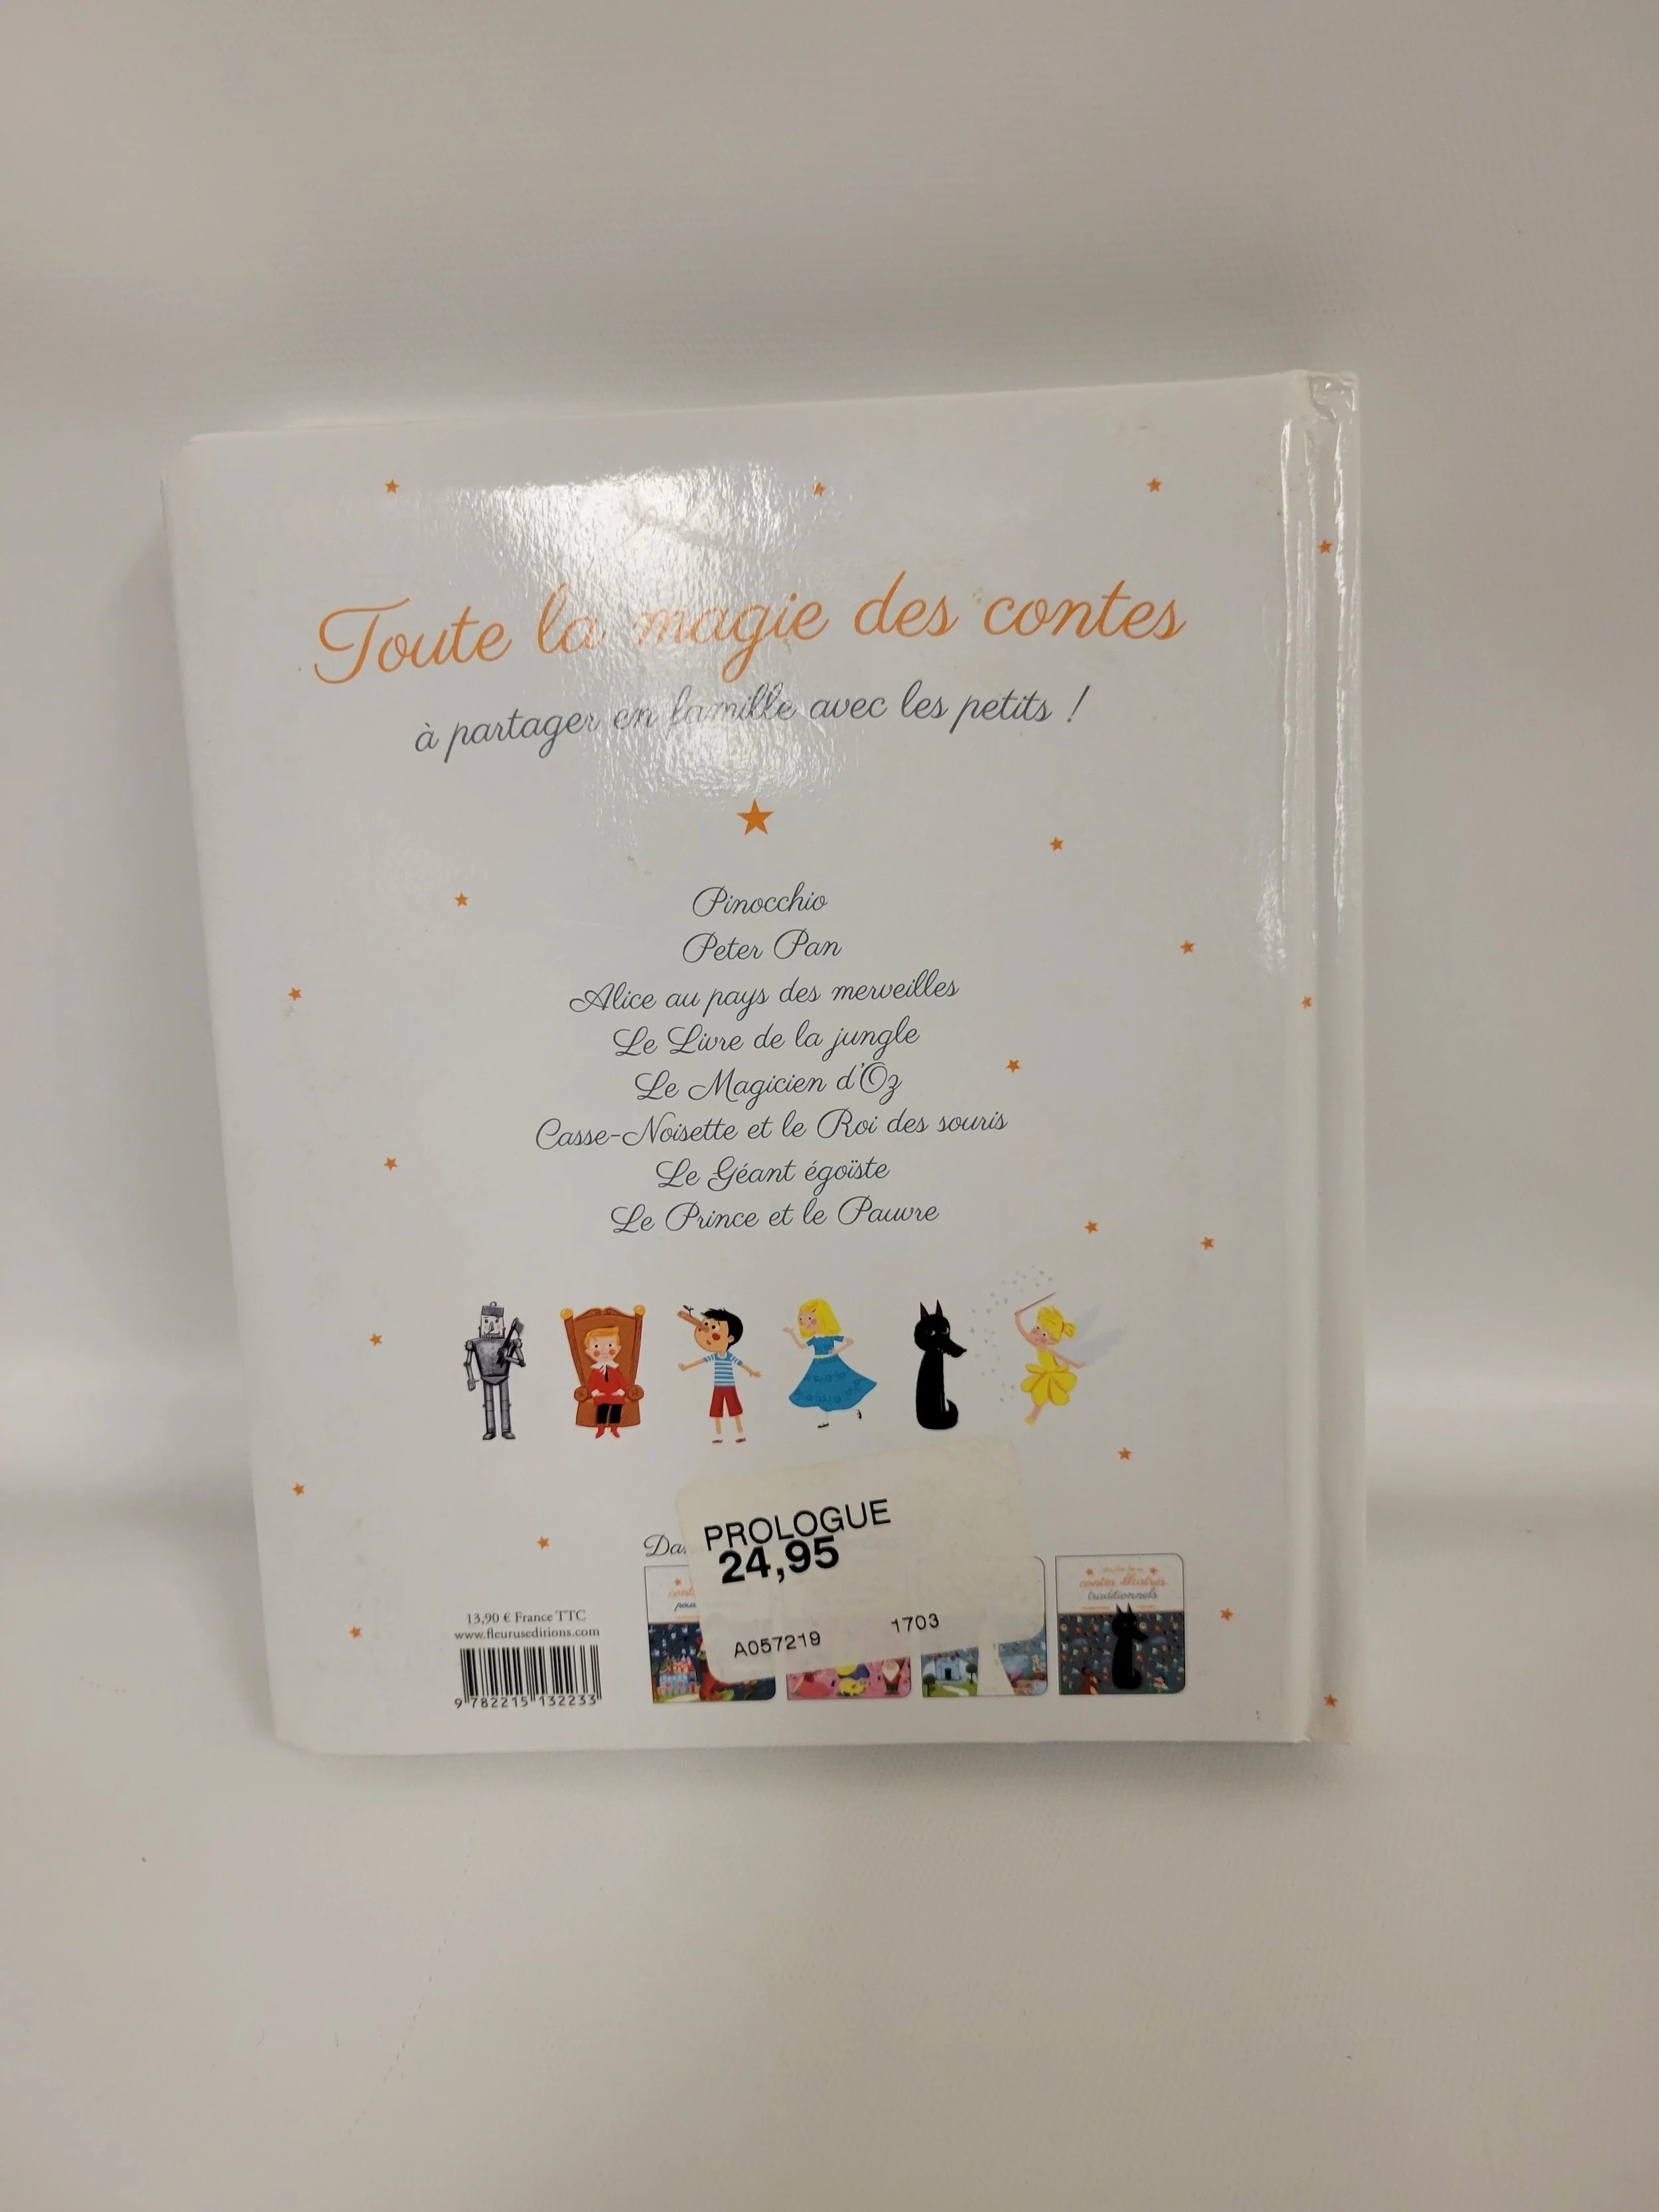 Toute la magie des contes
à partager en famille avec les petits !
Pinocchio
Peter Pan
Alice au pays des merveilles
Le Livre de la jungle
Le Magicien d'Oz
Casse-Noisette et le Roi des souris
Le Géant égoïste
Le Prince et le Pauvre
PROLOGUE
24,95
A057219 1703
13,90 € France TTC
www.fleuruseditions.com
9 782215 132233
contes illustrés
traditionnels